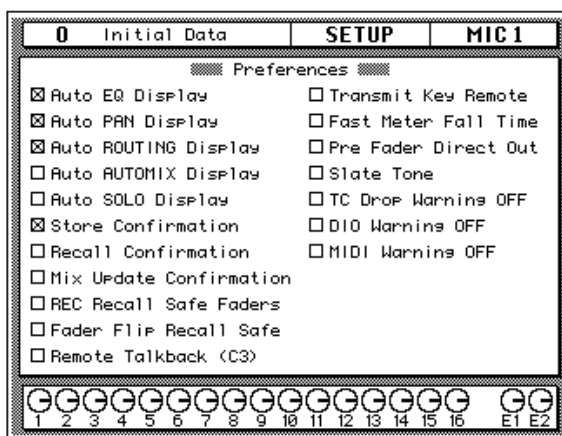 0 Initial Data SETUP MIC1
Preferences
Auto EQ Display
Auto PAN Display
Auto ROUTING Display
Auto AUTOMIX Display
Auto SOLO Display
Store Confirmation
Recall Confirmation
Mix Update Confirmation
REC Recall Safe Faders
Fader Flip Recall Safe
Remote Talkback (C3)
Transmit Key Remote
Fast Meter Fall Time
Pre Fader Direct Out
Slate Tone
TC Drop Warning OFF
DIO Warning OFF
MIDI Warning OFF
1 2 3 4 5 6 7 8 9 10 11 12 13 14 15 16 E1 E2